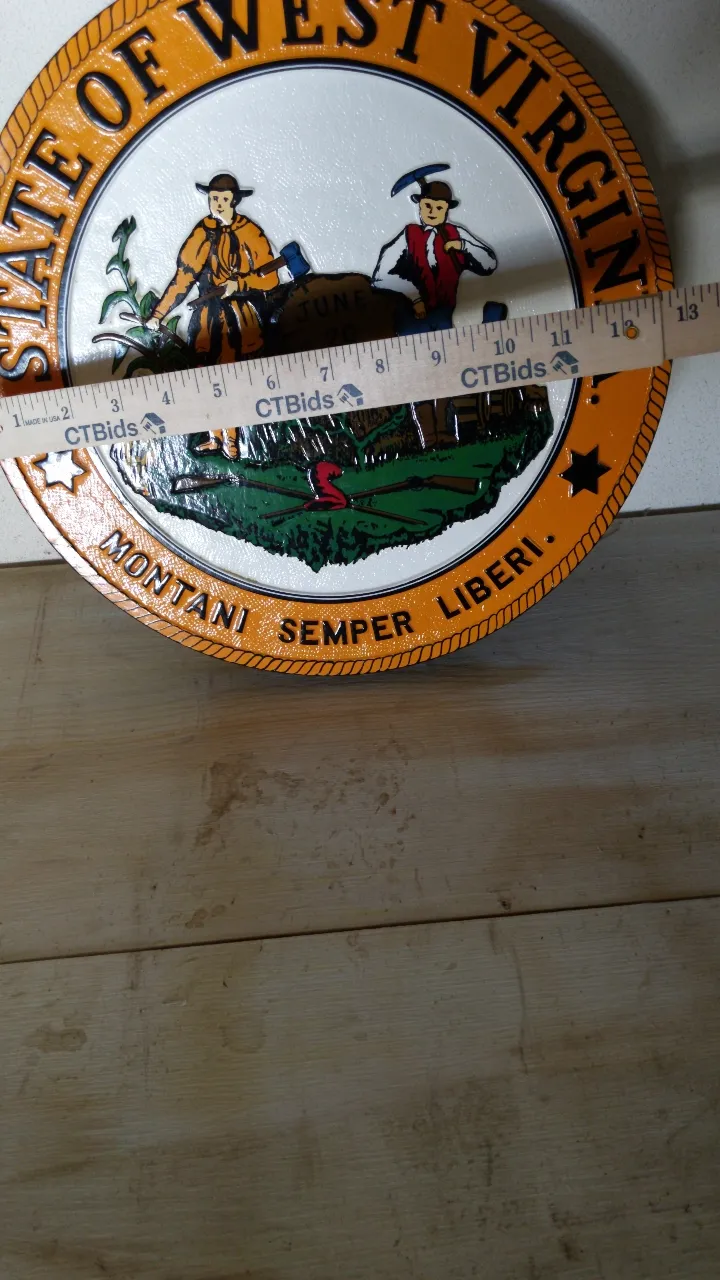 STATE OF WEST VIRGIN
JUNE
1 MADE IN USA 2 3 4 5 6 7 8 9 10 11 12 13
CTBids CTBids CTBids
MONTANI SEMPER LIBERI.